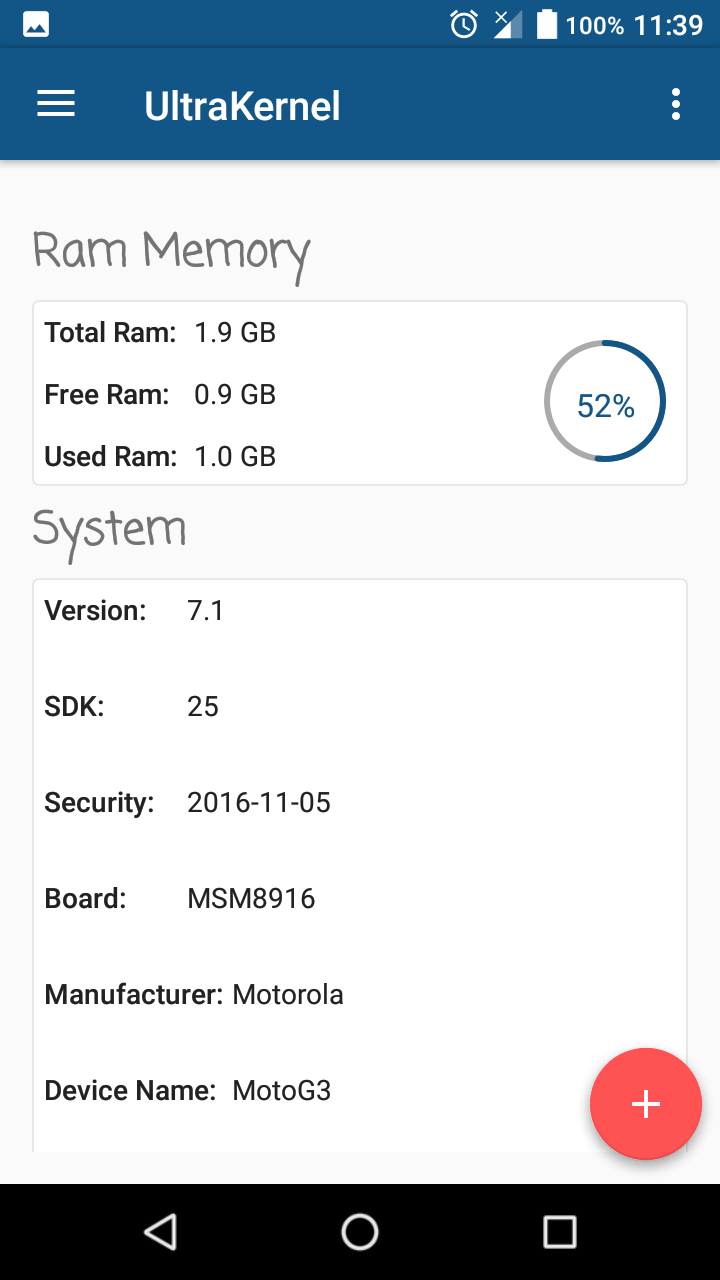 100% 11:39
UltraKernel
Ram Memory
Total Ram: 1.9 GB
Free Ram: 0.9 GB
52%
Used Ram: 1.0 GB
System
Version: 7.1
SDK: 25
Security: 2016-11-05
Board: MSM8916
Manufacturer: Motorola
Device Name: MotoG3